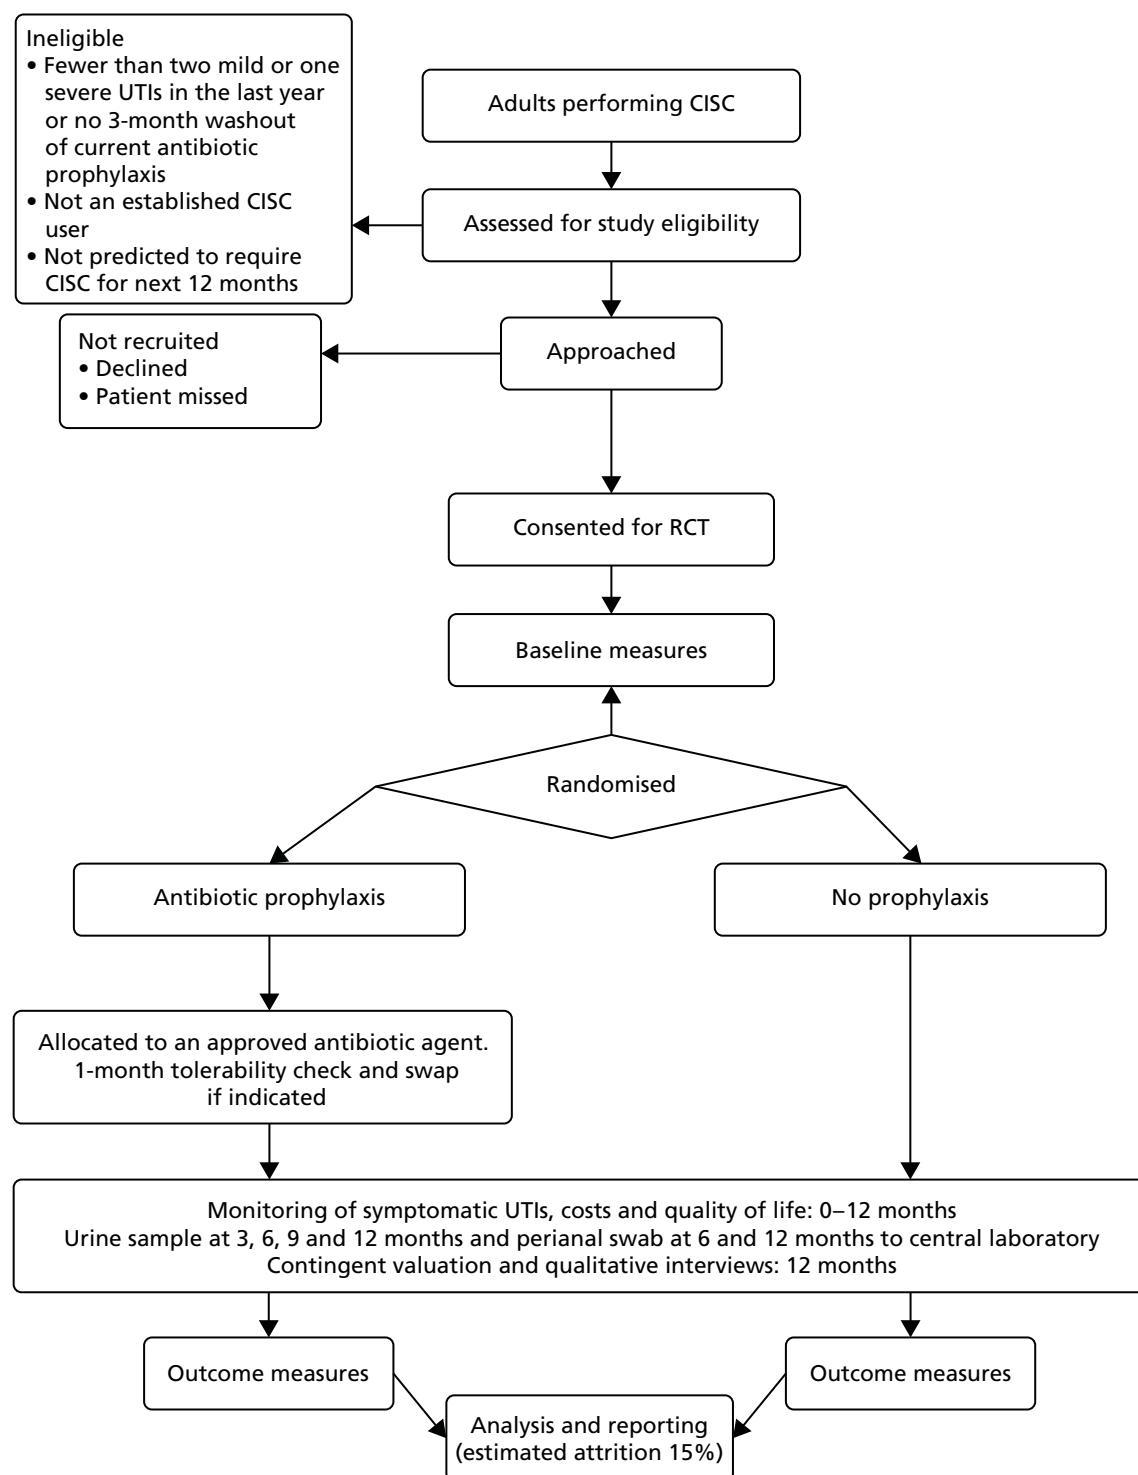 Ineligible
• Fewer than two mild or one
severe UTIs in the last year
or no 3-month washout
of current antibiotic
prophylaxis
• Not an established CISC
user
• Not predicted to require
CISC for next 12 months
Adults performing CISC
Assessed for study eligibility
Approached
Not recruited
• Declined
• Patient missed
Consented for RCT
Baseline measures
Randomised
Antibiotic prophylaxis
No prophylaxis
Allocated to an approved antibiotic agent.
1-month tolerability check and swap
if indicated
Monitoring of symptomatic UTIs, costs and quality of life: 0–12 months
Urine sample at 3, 6, 9 and 12 months and perianal swab at 6 and 12 months to central laboratory
Contingent valuation and qualitative interviews: 12 months
Outcome measures
Outcome measures
Analysis and reporting
(estimated attrition 15%)